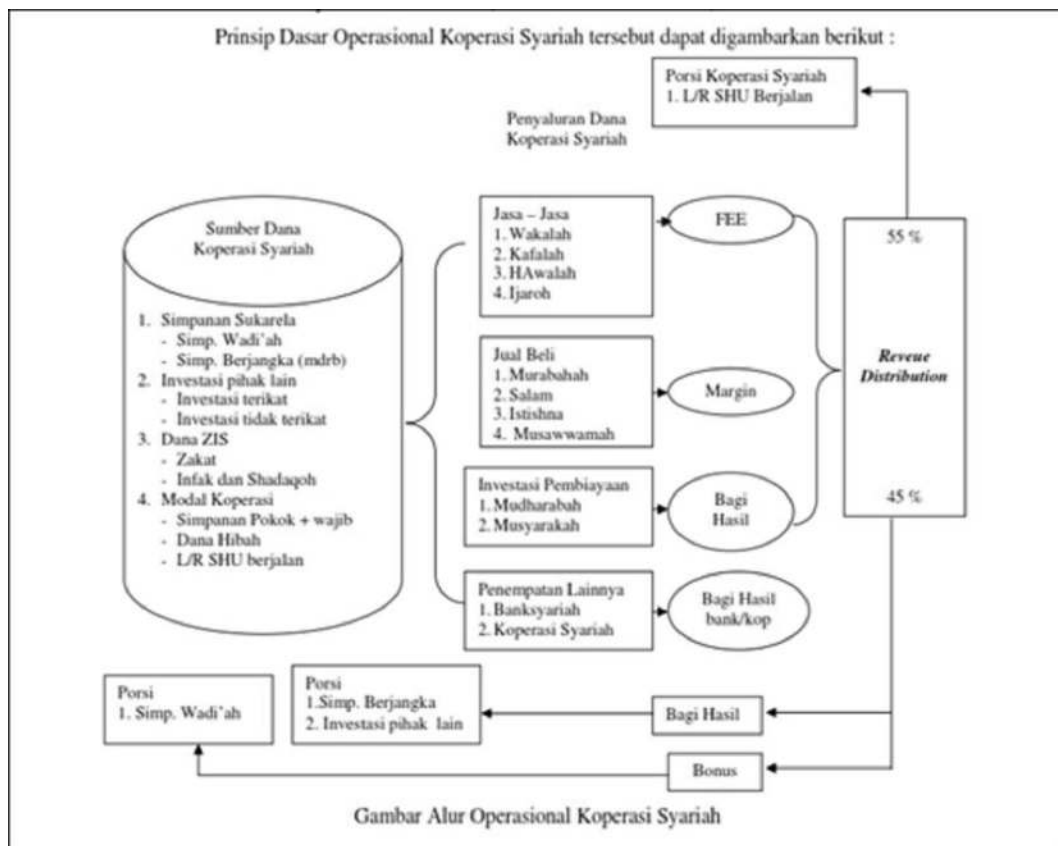 Prinsip Dasar Operasional Koperasi Syariah tersebut dapat digambarkan berikut :
Porsi Koperasi Syariah
1. L/R SHU Berjalan
Penyaluran Dana
Koperasi Syariah
Sumber Dana
Koperasi Syariah
1. Simpanan Sukarela
- Simp. Wadi'ah
- Simp. Berjangka (mdrb)
2. Investasi pihak lain
- Investasi terikat
- Investasi tidak terikat
3. Dana ZIS
- Zakat
- Infak dan Shadaqoh
4. Modal Koperasi
- Simpanan Pokok + wajib
- Dana Hibah
- L/R SHU berjalan
Jasa – Jasa
1. Wakalah
2. Kafalah
3. HAwalah
4. Ijaroh
FEE
Jual Beli
1. Murabahah
2. Salam
3. Istishna
4. Musawwamah
Margin
Investasi Pembiayaan
1. Mudharabah
2. Musyarakah
Bagi
Hasil
Penempatan Lainnya
1. Banksyariah
2. Koperasi Syariah
Bagi Hasil
bank/kop
55 %
Reveue
Distribution
45 %
Porsi
1. Simp. Wadi'ah
Porsi
1.Simp. Berjangka
2. Investasi pihak lain
Bagi Hasil
Bonus
Gambar Alur Operasional Koperasi Syariah